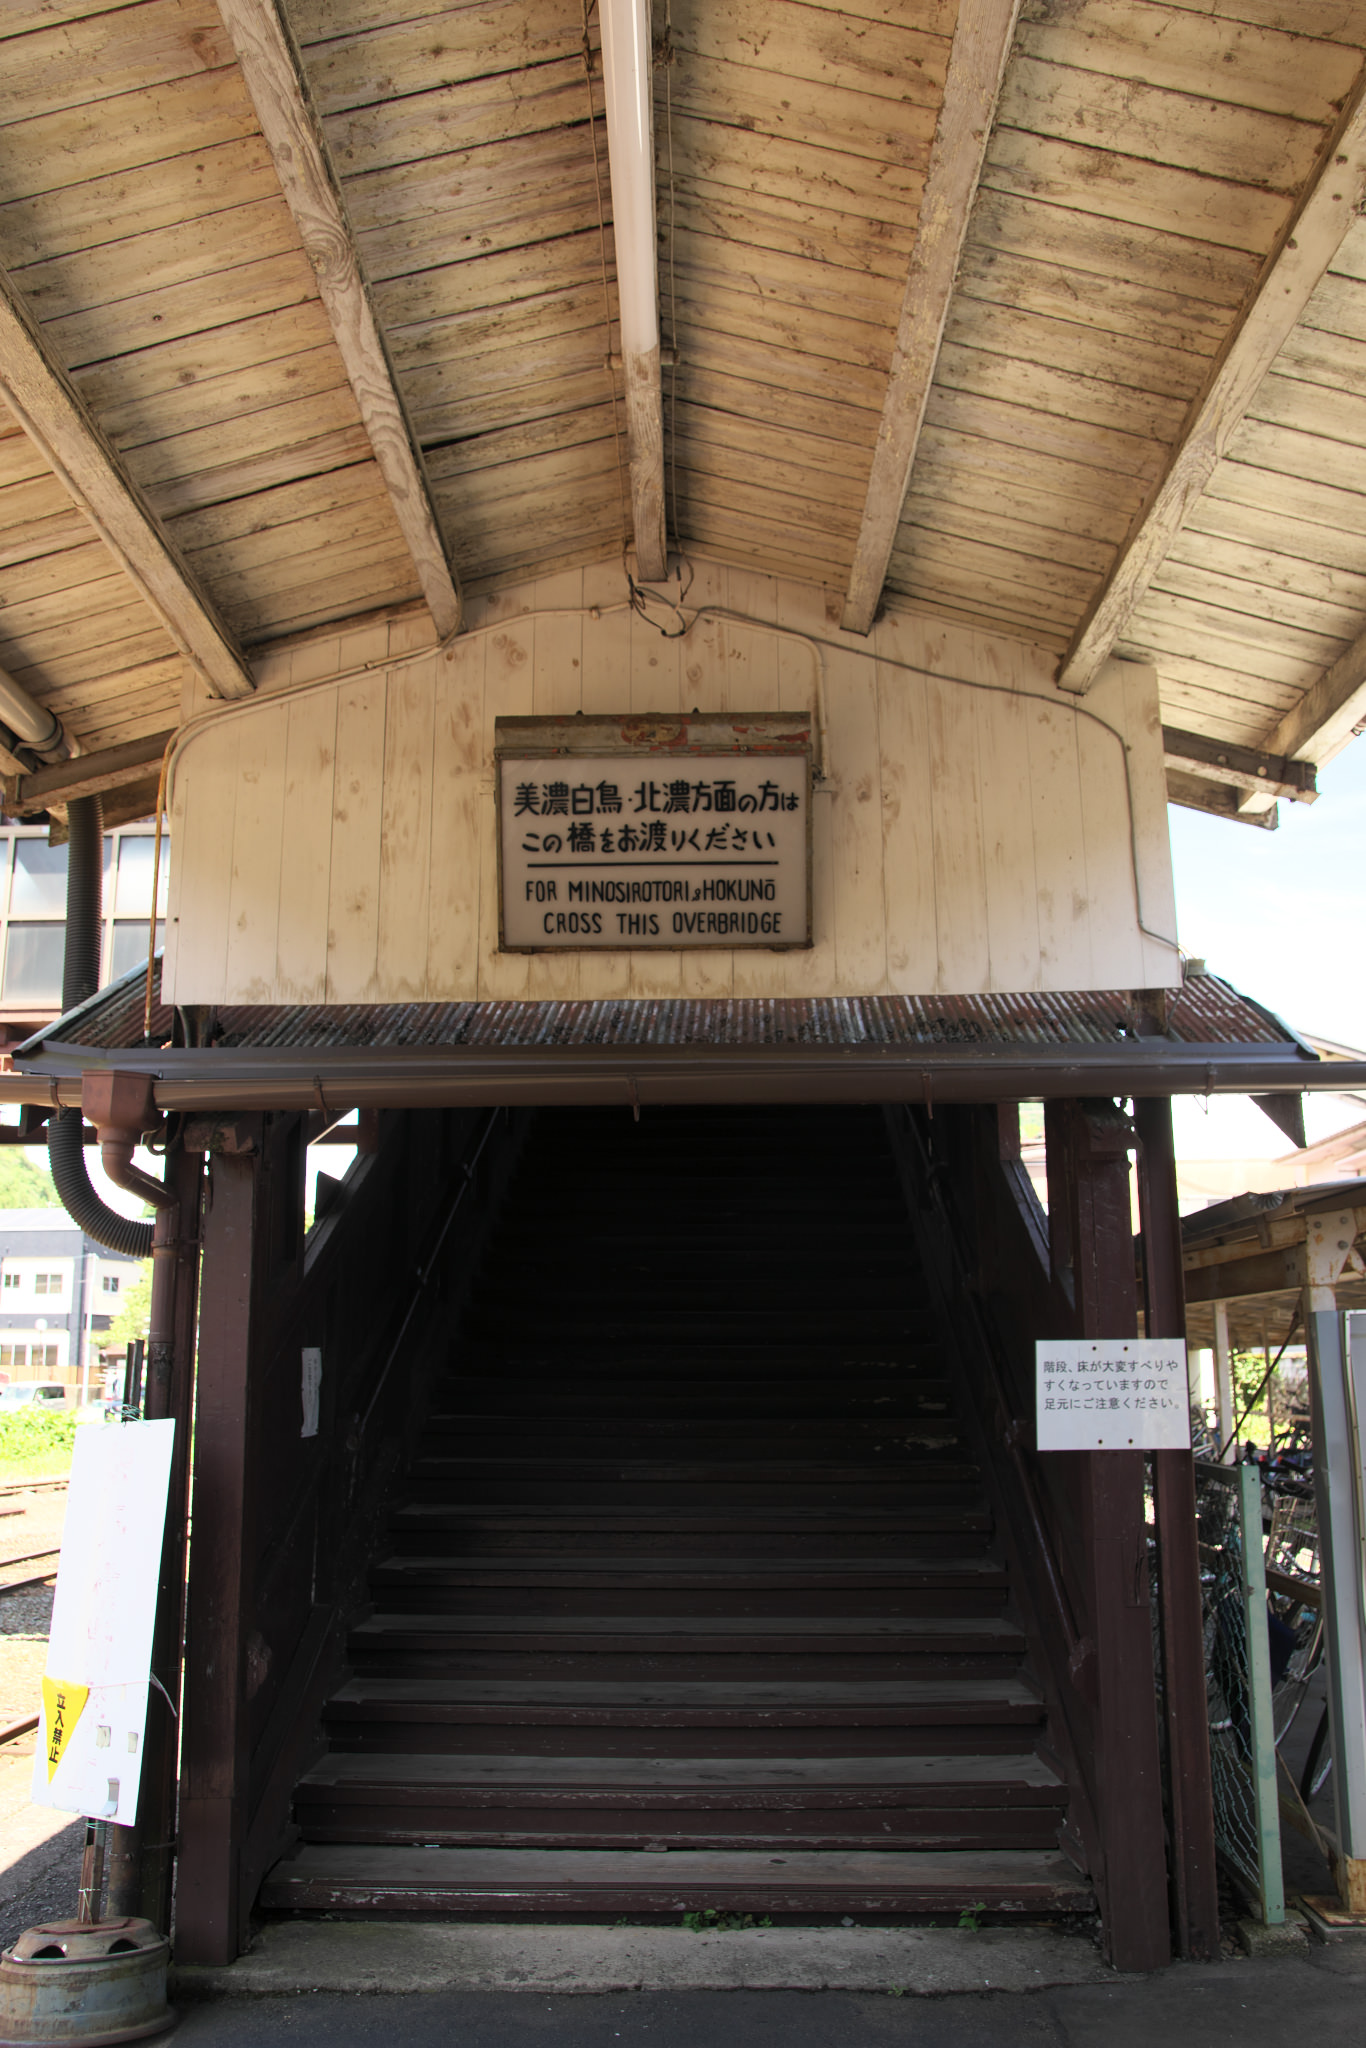 美濃白鳥・北濃方面の方は
この橋をお渡りください
FOR MINOSIROTORI & HOKUNŌ
CROSS THIS OVERBRIDGE
階段、床が大変すべりや
すくなっていますので
足元にご注意ください。
立入禁止